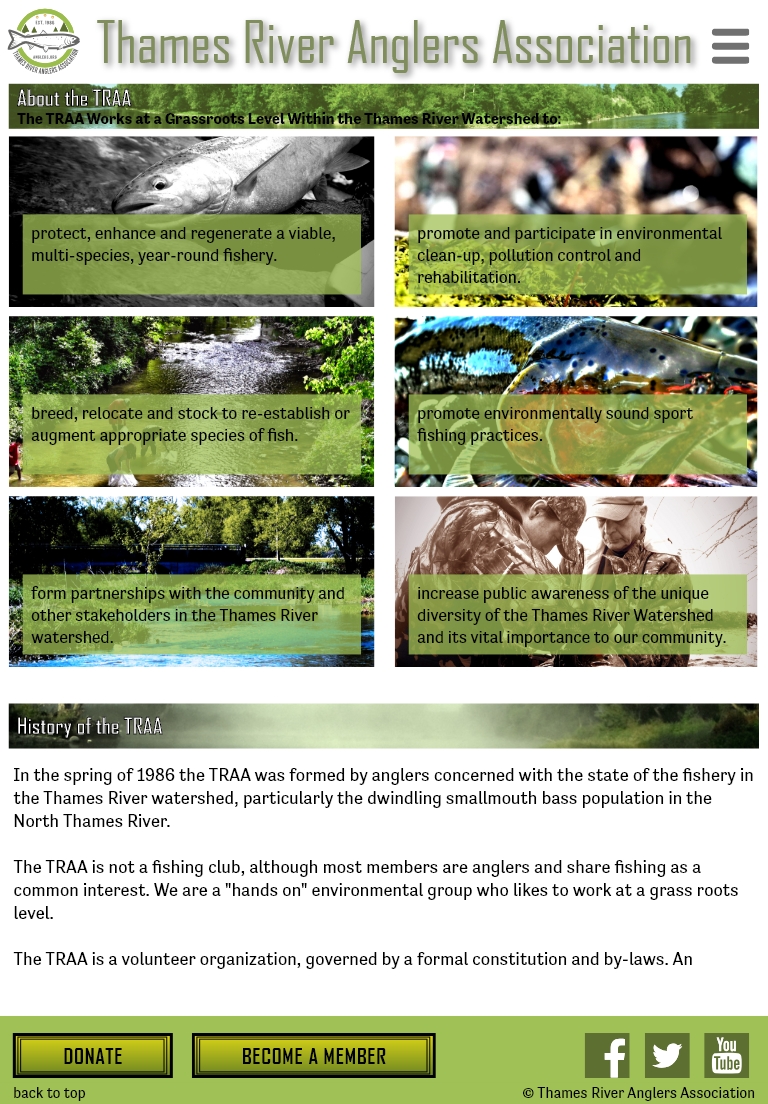 EST. 1986
ANGLERS.ORG
THAMES RIVER ANGLERS ASSOCIATION
Thames River Anglers Association
About the TRAA
The TRAA Works at a Grassroots Level Within the Thames River Watershed to:
protect, enhance and regenerate a viable,
multi-species, year-round fishery.
promote and participate in environmental
clean-up, pollution control and
rehabilitation.
breed, relocate and stock to re-establish or
augment appropriate species of fish.
promote environmentally sound sport
fishing practices.
form partnerships with the community and
other stakeholders in the Thames River
watershed.
increase public awareness of the unique
diversity of the Thames River Watershed
and its vital importance to our community.
History of the TRAA
In the spring of 1986 the TRAA was formed by anglers concerned with the state of the fishery in
the Thames River watershed, particularly the dwindling smallmouth bass population in the
North Thames River.
The TRAA is not a fishing club, although most members are anglers and share fishing as a
common interest. We are a "hands on" environmental group who likes to work at a grass roots
level.
The TRAA is a volunteer organization, governed by a formal constitution and by-laws. An
DONATE
BECOME A MEMBER
You
Tube
back to top
© Thames River Anglers Association